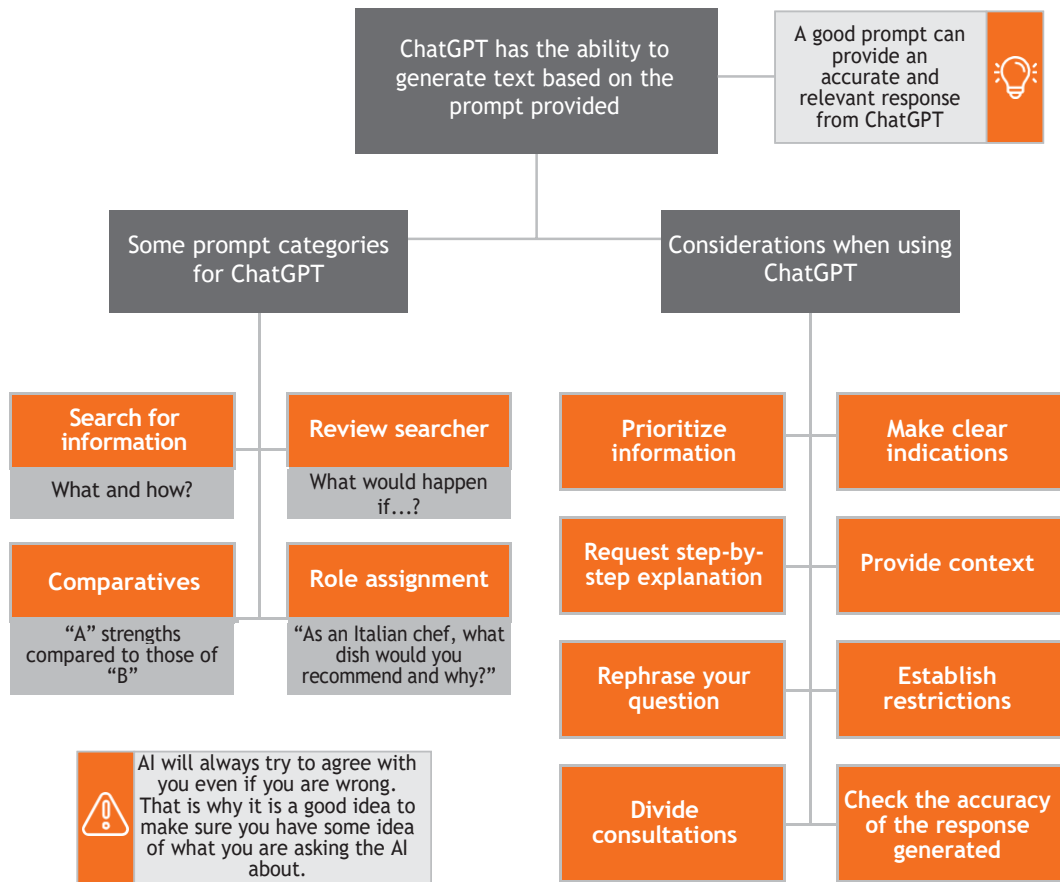 ChatGPT has the ability to
generate text based on the
prompt provided
A good prompt can
provide an
accurate and
relevant response
from ChatGPT
Some prompt categories
for ChatGPT
Considerations when using
ChatGPT
Search for
information
What and how?
Review searcher
What would happen
if...?
Comparatives
“A” strengths
compared to those of
“B”
Role assignment
“As an Italian chef, what
dish would you
recommend and why?”
Prioritize
information
Make clear
indications
Request step-by-
step explanation
Provide context
Rephrase your
question
Establish
restrictions
Divide
consultations
Check the accuracy
of the response
generated
AI will always try to agree with
you even if you are wrong.
That is why it is a good idea to
make sure you have some idea
of what you are asking the AI
about.